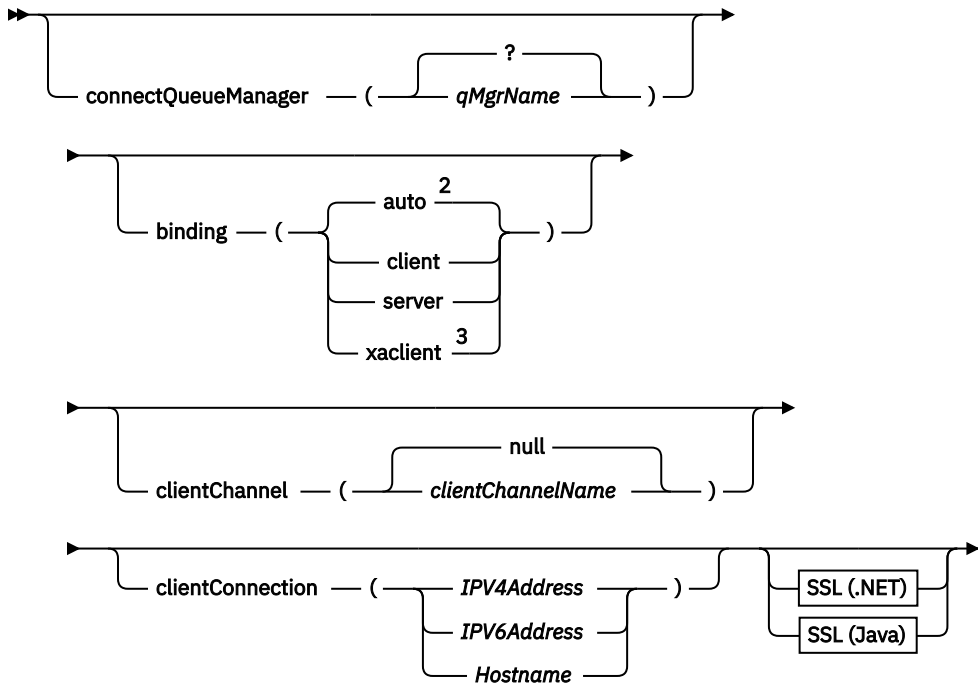 ?
connectQueueManager ( qMgrName )
auto 2
binding ( )
client
server
xaclient 3
null
clientChannel ( clientChannelName )
clientConnection ( IPV4Address ) SSL (.NET)
IPV6Address SSL (Java)
Hostname